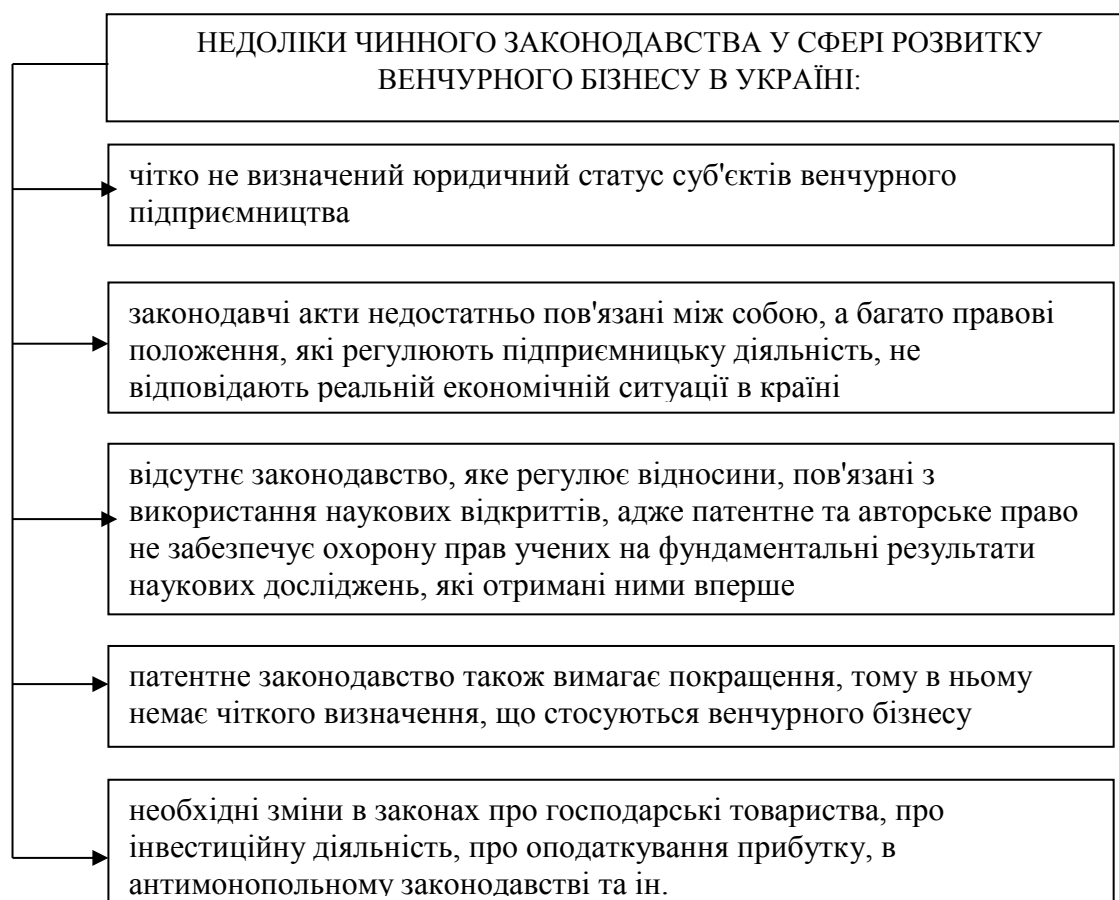 НЕДОЛІКИ ЧИННОГО ЗАКОНОДАВСТВА У СФЕРІ РОЗВИТКУ
ВЕНЧУРНОГО БІЗНЕСУ В УКРАЇНІ:
чітко не визначений юридичний статус суб'єктів венчурного
підприємництва
законодавчі акти недостатньо пов'язані між собою, а багато правові
положення, які регулюють підприємницьку діяльність, не
відповідають реальній економічній ситуації в країні
відсутнє законодавство, яке регулює відносини, пов'язані з
використання наукових відкриттів, адже патентне та авторське право
не забезпечує охорону прав учених на фундаментальні результати
наукових досліджень, які отримані ними вперше
патентне законодавство також вимагає покращення, тому в ньому
немає чіткого визначення, що стосуються венчурного бізнесу
необхідні зміни в законах про господарські товариства, про
інвестиційну діяльність, про оподаткування прибутку, в
антимонопольному законодавстві та ін.